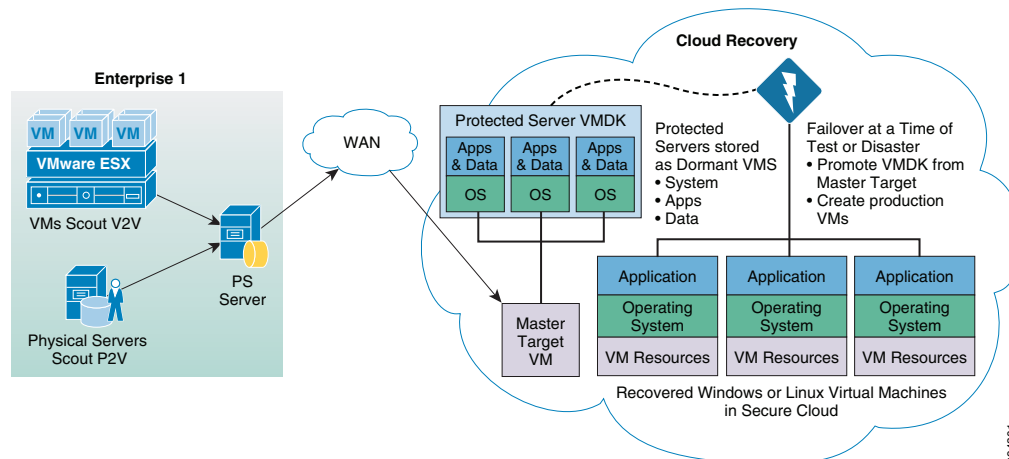 Enterprise 1
VM
VM
VM
VMware ESX
VMs Scout V2V
Physical Servers
Scout P2V
PS
Server
WAN
Cloud Recovery
Protected Server VMDK
Apps
& Data
OS
Apps
& Data
OS
Apps
& Data
OS
Master
Target
VM
Protected
Servers stored
as Dormant VMS
• System
• Apps
• Data
Failover at a Time of
Test or Disaster
• Promote VMDK from
Master Target
• Create production
VMs
Application
Operating
System
VM Resources
Application
Operating
System
VM Resources
Application
Operating
System
VM Resources
Recovered Windows or Linux Virtual Machines
in Secure Cloud